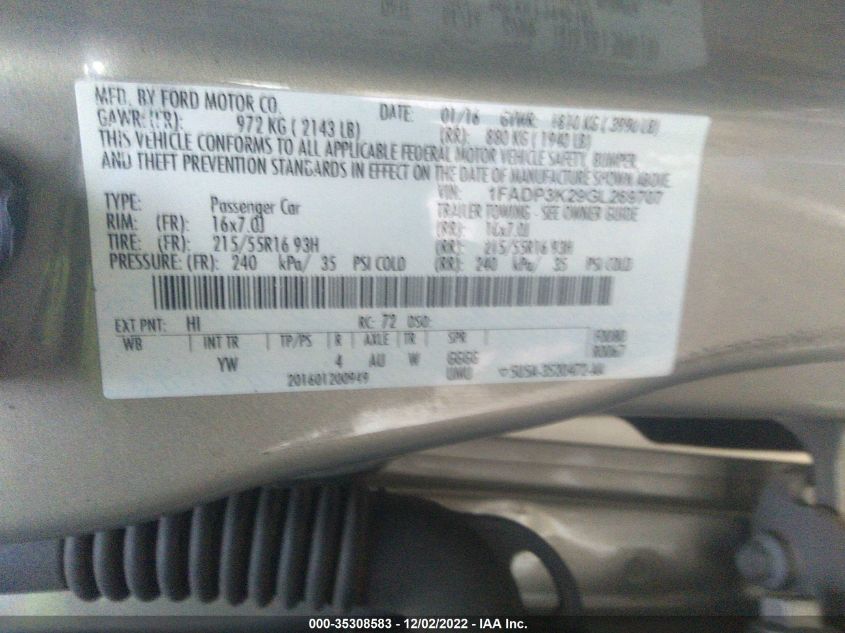 MFD. BY FORD MOTOR CO. DATE: 01/16 GVWR: KG ( LB)
GAWR: (FR): 972 KG ( 2143 LB) (RR): 880 KG ( 1940 LB)
THIS VEHICLE CONFORMS TO ALL APPLICABLE FEDERAL MOTOR VEHICLE SAFETY, BUMPER,
AND THEFT PREVENTION STANDARDS IN EFFECT ON THE DATE OF MANUFACTURE SHOWN ABOVE.
VIN: 1FADP3K29GL269707
TYPE: Passenger Car TRAILER TOWING - SEE OWNER GUIDE
RIM: (FR): 16x7.0J (RR): 16x7.0J
TIRE: (FR): 215/55R16 93H (RR): 215/55R16 93H
PRESSURE: (FR): 240 kPa/ 35 PSI COLD (RR): 240 kPa/ 35 PSI COLD
EXT PNT: HI RC: 72 DSO:
WB INT TR TP/PS R AXLE TR SPR
YW 4 AU W GGGG
201601200949 UWU
000-35308583 - 12/02/2022 - IAA Inc.